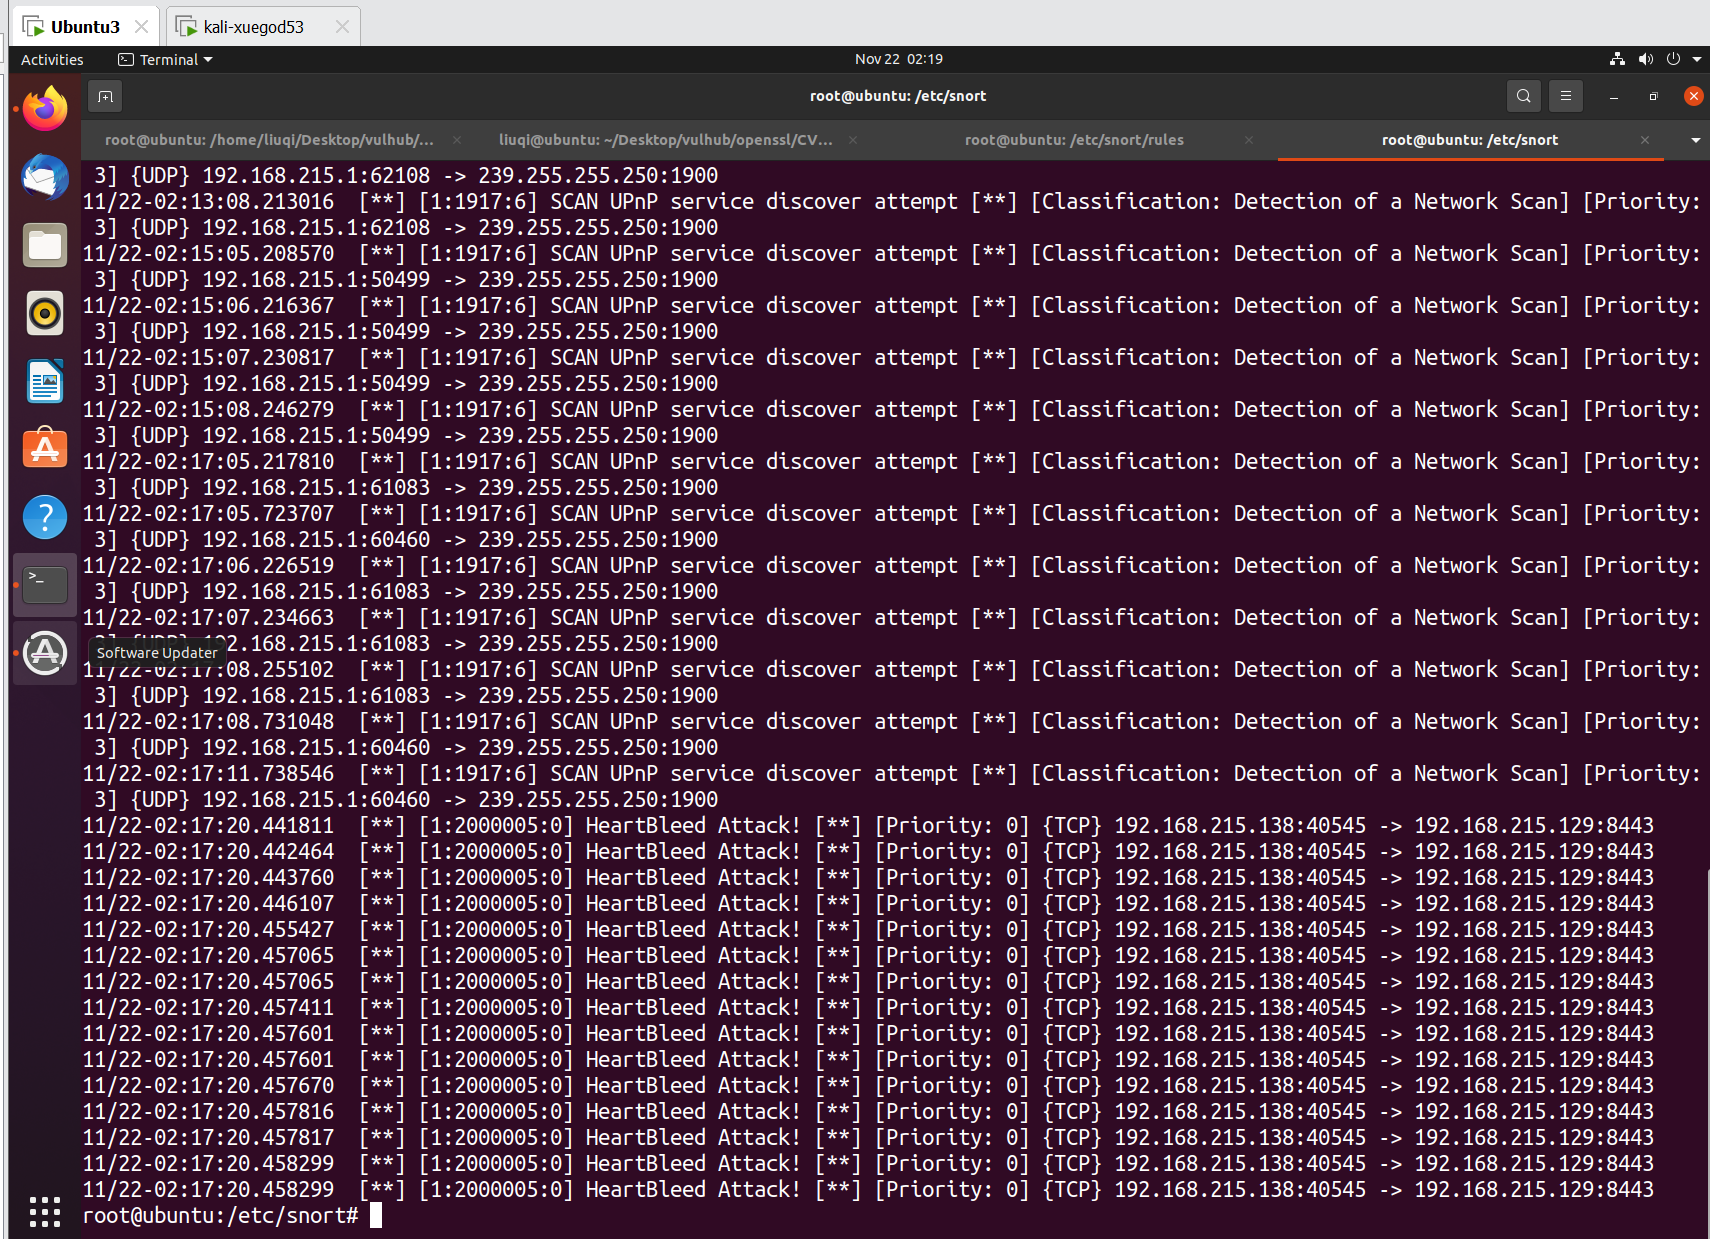 Ubuntu3
kali-xuegod53
Activities
Terminal
Nov 22 02:19
root@ubuntu: /etc/snort
root@ubuntu: /home/liuqi/Desktop/vulhub/...
liuqi@ubuntu: ~/Desktop/vulhub/openssl/CV...
root@ubuntu: /etc/snort/rules
root@ubuntu: /etc/snort
3] {UDP} 192.168.215.1:62108 -> 239.255.255.250:1900
11/22-02:13:08.213016  [**] [1:1917:6] SCAN UPnP service discover attempt [**] [Classification: Detection of a Network Scan] [Priority:
3] {UDP} 192.168.215.1:62108 -> 239.255.255.250:1900
11/22-02:15:05.208570  [**] [1:1917:6] SCAN UPnP service discover attempt [**] [Classification: Detection of a Network Scan] [Priority:
3] {UDP} 192.168.215.1:50499 -> 239.255.255.250:1900
11/22-02:15:06.216367  [**] [1:1917:6] SCAN UPnP service discover attempt [**] [Classification: Detection of a Network Scan] [Priority:
3] {UDP} 192.168.215.1:50499 -> 239.255.255.250:1900
11/22-02:15:07.230817  [**] [1:1917:6] SCAN UPnP service discover attempt [**] [Classification: Detection of a Network Scan] [Priority:
3] {UDP} 192.168.215.1:50499 -> 239.255.255.250:1900
11/22-02:15:08.246279  [**] [1:1917:6] SCAN UPnP service discover attempt [**] [Classification: Detection of a Network Scan] [Priority:
3] {UDP} 192.168.215.1:50499 -> 239.255.255.250:1900
11/22-02:17:05.217810  [**] [1:1917:6] SCAN UPnP service discover attempt [**] [Classification: Detection of a Network Scan] [Priority:
3] {UDP} 192.168.215.1:61083 -> 239.255.255.250:1900
11/22-02:17:05.723707  [**] [1:1917:6] SCAN UPnP service discover attempt [**] [Classification: Detection of a Network Scan] [Priority:
3] {UDP} 192.168.215.1:60460 -> 239.255.255.250:1900
11/22-02:17:06.226519  [**] [1:1917:6] SCAN UPnP service discover attempt [**] [Classification: Detection of a Network Scan] [Priority:
3] {UDP} 192.168.215.1:61083 -> 239.255.255.250:1900
11/22-02:17:07.234663  [**] [1:1917:6] SCAN UPnP service discover attempt [**] [Classification: Detection of a Network Scan] [Priority:
3] {UDP} 192.168.215.1:61083 -> 239.255.255.250:1900
Software Updater
11/22-02:17:08.255102  [**] [1:1917:6] SCAN UPnP service discover attempt [**] [Classification: Detection of a Network Scan] [Priority:
3] {UDP} 192.168.215.1:61083 -> 239.255.255.250:1900
11/22-02:17:08.731048  [**] [1:1917:6] SCAN UPnP service discover attempt [**] [Classification: Detection of a Network Scan] [Priority:
3] {UDP} 192.168.215.1:60460 -> 239.255.255.250:1900
11/22-02:17:11.738546  [**] [1:1917:6] SCAN UPnP service discover attempt [**] [Classification: Detection of a Network Scan] [Priority:
3] {UDP} 192.168.215.1:60460 -> 239.255.255.250:1900
11/22-02:17:20.441811  [**] [1:2000005:0] HeartBleed Attack! [**] [Priority: 0] {TCP} 192.168.215.138:40545 -> 192.168.215.129:8443
11/22-02:17:20.442464  [**] [1:2000005:0] HeartBleed Attack! [**] [Priority: 0] {TCP} 192.168.215.138:40545 -> 192.168.215.129:8443
11/22-02:17:20.443760  [**] [1:2000005:0] HeartBleed Attack! [**] [Priority: 0] {TCP} 192.168.215.138:40545 -> 192.168.215.129:8443
11/22-02:17:20.446107  [**] [1:2000005:0] HeartBleed Attack! [**] [Priority: 0] {TCP} 192.168.215.138:40545 -> 192.168.215.129:8443
11/22-02:17:20.455427  [**] [1:2000005:0] HeartBleed Attack! [**] [Priority: 0] {TCP} 192.168.215.138:40545 -> 192.168.215.129:8443
11/22-02:17:20.457065  [**] [1:2000005:0] HeartBleed Attack! [**] [Priority: 0] {TCP} 192.168.215.138:40545 -> 192.168.215.129:8443
11/22-02:17:20.457065  [**] [1:2000005:0] HeartBleed Attack! [**] [Priority: 0] {TCP} 192.168.215.138:40545 -> 192.168.215.129:8443
11/22-02:17:20.457411  [**] [1:2000005:0] HeartBleed Attack! [**] [Priority: 0] {TCP} 192.168.215.138:40545 -> 192.168.215.129:8443
11/22-02:17:20.457601  [**] [1:2000005:0] HeartBleed Attack! [**] [Priority: 0] {TCP} 192.168.215.138:40545 -> 192.168.215.129:8443
11/22-02:17:20.457601  [**] [1:2000005:0] HeartBleed Attack! [**] [Priority: 0] {TCP} 192.168.215.138:40545 -> 192.168.215.129:8443
11/22-02:17:20.457670  [**] [1:2000005:0] HeartBleed Attack! [**] [Priority: 0] {TCP} 192.168.215.138:40545 -> 192.168.215.129:8443
11/22-02:17:20.457816  [**] [1:2000005:0] HeartBleed Attack! [**] [Priority: 0] {TCP} 192.168.215.138:40545 -> 192.168.215.129:8443
11/22-02:17:20.457817  [**] [1:2000005:0] HeartBleed Attack! [**] [Priority: 0] {TCP} 192.168.215.138:40545 -> 192.168.215.129:8443
11/22-02:17:20.458299  [**] [1:2000005:0] HeartBleed Attack! [**] [Priority: 0] {TCP} 192.168.215.138:40545 -> 192.168.215.129:8443
11/22-02:17:20.458299  [**] [1:2000005:0] HeartBleed Attack! [**] [Priority: 0] {TCP} 192.168.215.138:40545 -> 192.168.215.129:8443
root@ubuntu:/etc/snort#